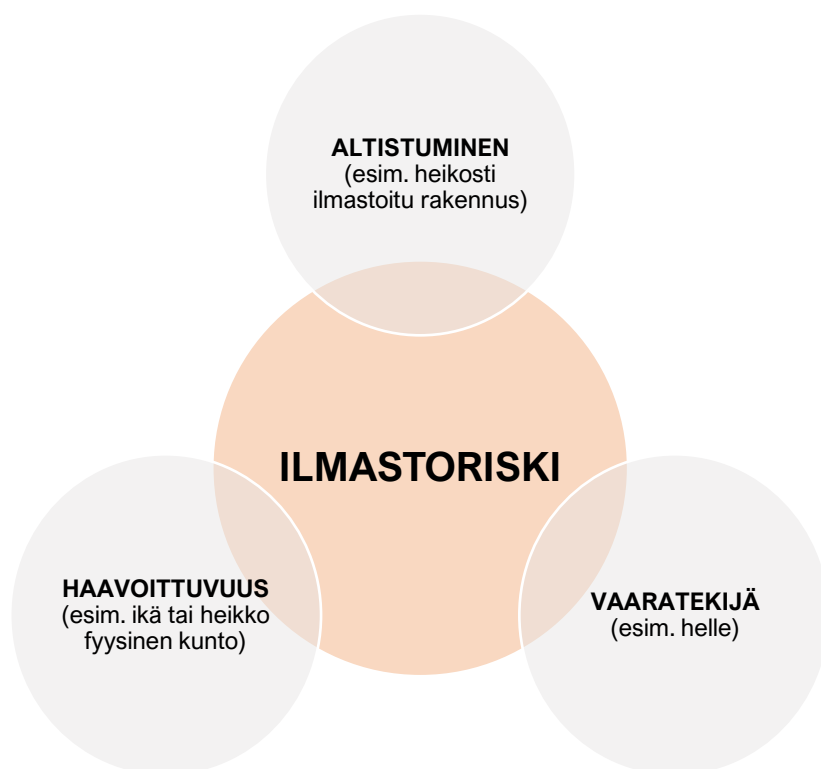 ALTISTUMINEN
(esim. heikosti
ilmastoitu rakennus)
ILMASTORISKI
HAAVOITTUVUUS
(esim. ikä tai heikko
fyysinen kunto)
VAARATEKIJÄ
(esim. helle)